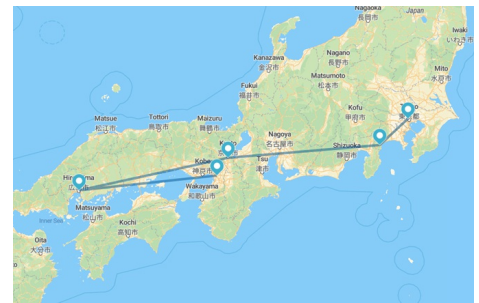 Nagaoka
長岡市
Japan
Iwaki
いわき市
Kanazawa
金沢市
Nagano
長野市
Mito
水戸市
Matsumoto
松本市
Fukui
福井市
Kofu
甲府市
Matsue
松江市
Tottori
鳥取市
Maizuru
舞鶴市
Nagoya
名古屋市
Shizuoka
静岡市
Kobe
神戸市
Tsu
津市
Wakayama
和歌山市
Matsuyama
松山市
Kochi
高知市
Inner Sea
Oita
大分市